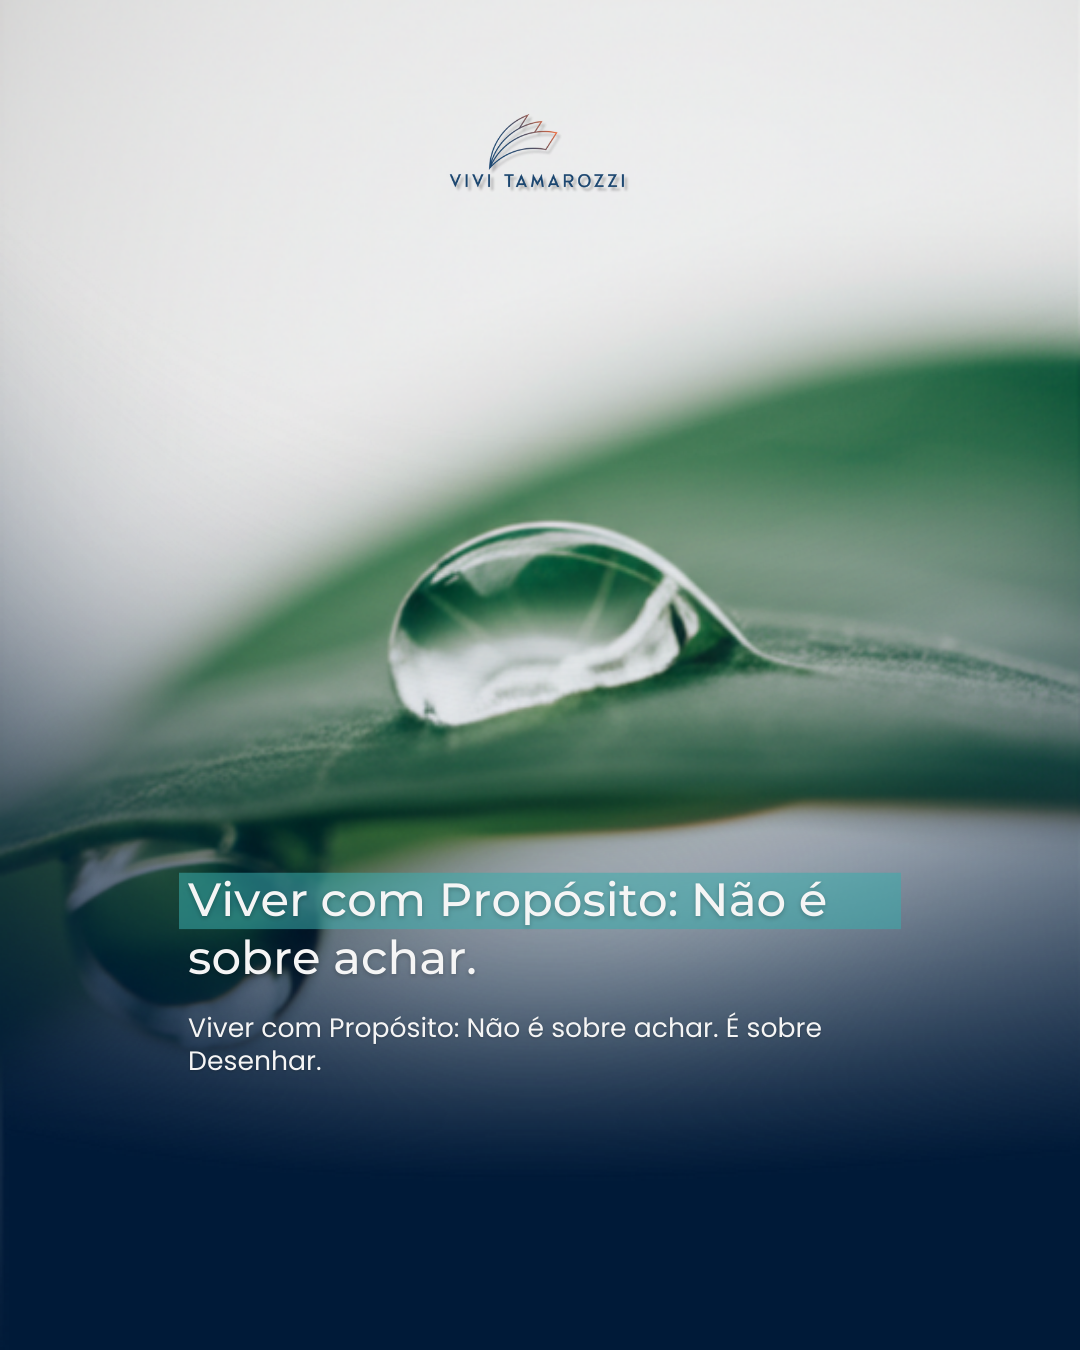 VIVI TAMAROZZI
Viver com Propósito: Não é
sobre achar.
Viver com Propósito: Não é sobre achar. É sobre
Desenhar.